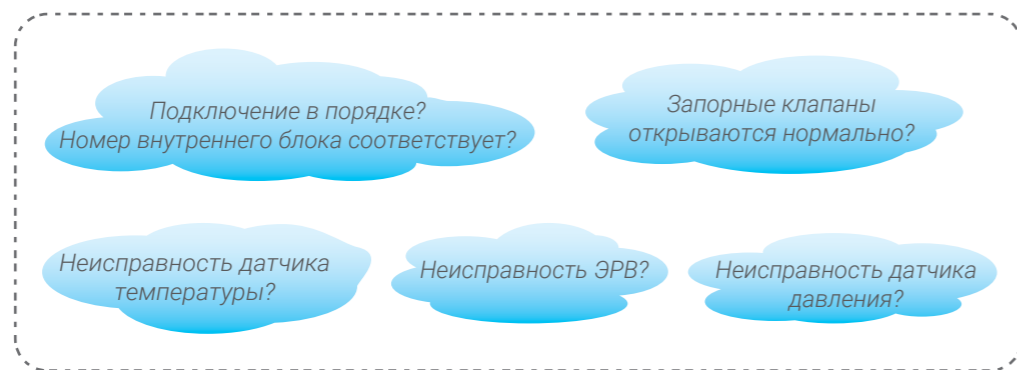 Подключение в порядке?
Номер внутреннего блока соответствует?
Запорные клапаны
открываются нормально?
Неисправность датчика
температуры?
Неисправность ЭРВ?
Неисправность датчика
давления?